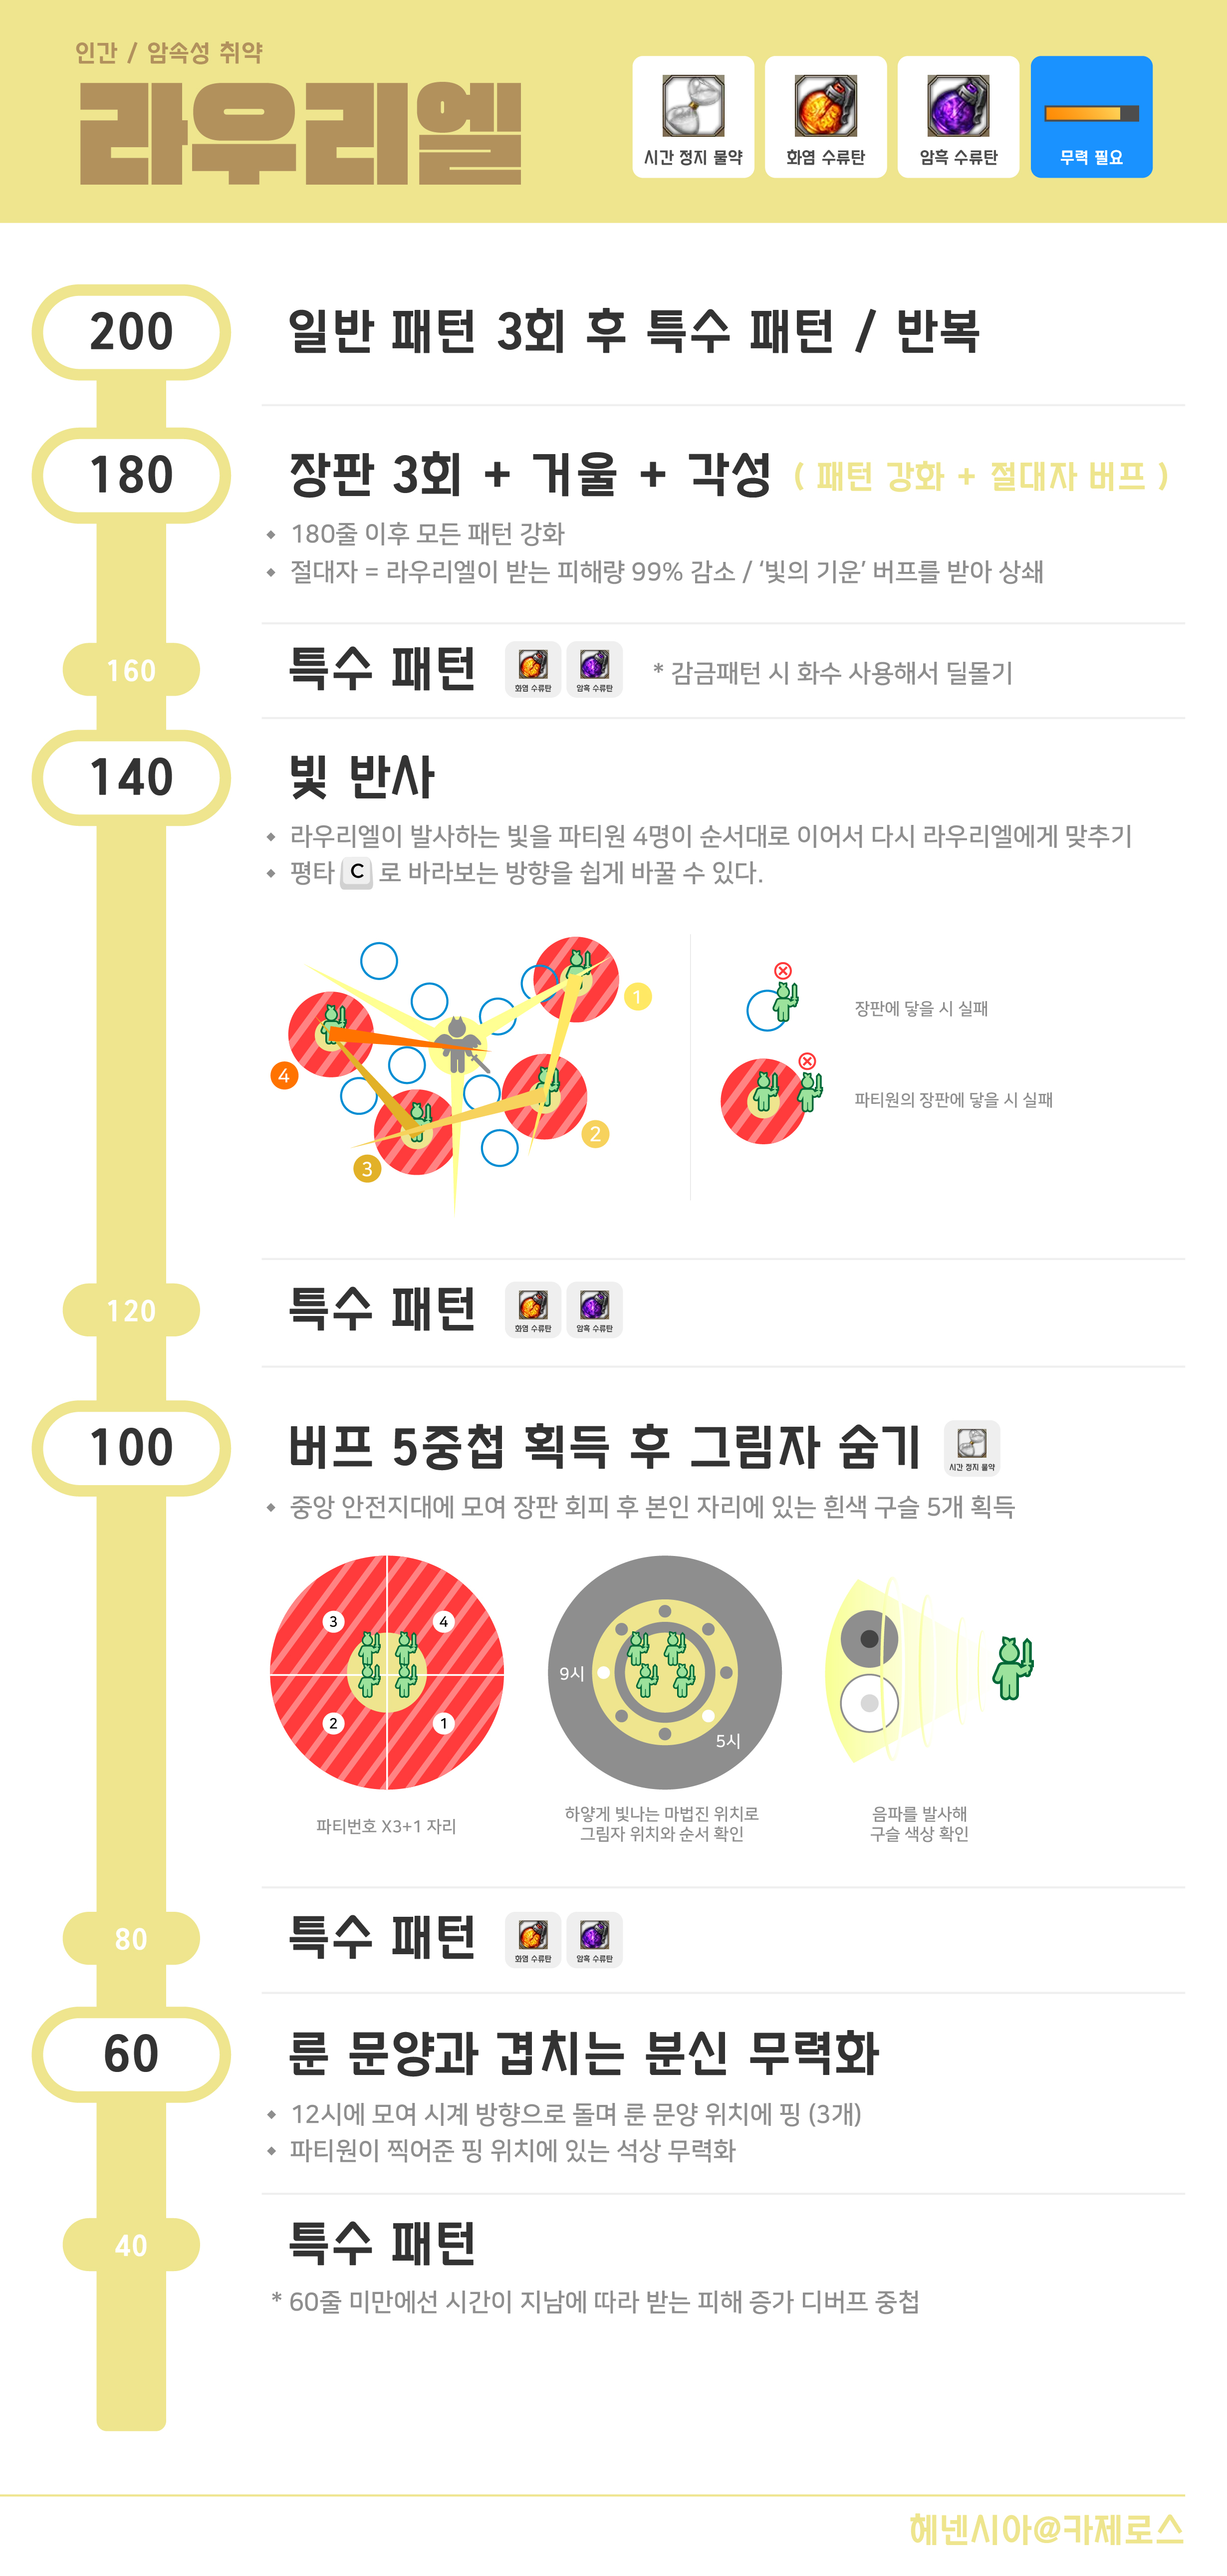 인간 / 암속성 취약
라우리엘
시간 정지 물약
화염 수류탄
암흑 수류탄
무력 필요
200
일반 패턴 3회 후 특수 패턴 / 반복
180
장판 3회 + 거울 + 각성 ( 패턴 강화 + 절대자 버프 )
180줄 이후 모든 패턴 강화
절대자 = 라우리엘이 받는 피해량 99% 감소 / ‘빛의 기운’ 버프를 받아 상쇄
160
특수 패턴
화염 수류탄
암흑 수류탄
* 감금패턴 시 화수 사용해서 딜몰기
140
빛 반사
라우리엘이 발사하는 빛을 파티원 4명이 순서대로 이어서 다시 라우리엘에게 맞추기
평타 C 로 바라보는 방향을 쉽게 바꿀 수 있다.
1
4
2
3
장판에 닿을 시 실패
파티원의 장판에 닿을 시 실패
120
특수 패턴
화염 수류탄
암흑 수류탄
100
버프 5중첩 획득 후 그림자 숨기
시간 정지 물약
중앙 안전지대에 모여 장판 회피 후 본인 자리에 있는 흰색 구슬 5개 획득
3
4
2
1
9시
5시
파티번호 X3+1 자리
하얗게 빛나는 마법진 위치로
그림자 위치와 순서 확인
음파를 발사해
구슬 색상 확인
80
특수 패턴
화염 수류탄
암흑 수류탄
60
룬 문양과 겹치는 분신 무력화
12시에 모여 시계 방향으로 돌며 룬 문양 위치에 핑 (3개)
파티원이 찍어준 핑 위치에 있는 석상 무력화
40
특수 패턴
* 60줄 미만에선 시간이 지남에 따라 받는 피해 증가 디버프 중첩
헤넨시아@카제로스